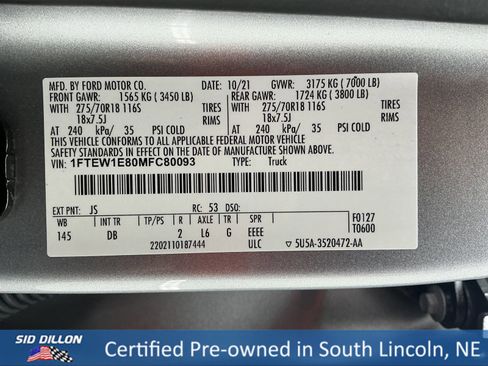 MFD. BY FORD MOTOR CO. DATE: 10/21 GVWR: 3175 KG ( 7000 LB)
FRONT GAWR: 1565 KG ( 3450 LB) REAR GAWR: 1724 KG ( 3800 LB)
275/70R18 116S TIRES 275/70R18 116S TIRES
18x7.5J RIMS 18x7.5J RIMS
AT 240 kPa/ 35 PSI COLD AT 240 kPa/ 35 PSI COLD
THIS VEHICLE CONFORMS TO ALL APPLICABLE FEDERAL MOTOR VEHICLE
SAFETY AND THEFT PREVENTION STANDARDS IN EFFECT ON THE DATE OF MANUFACTURE SHOWN ABOVE.
VIN: 1FTEW1E80MFC80093 TYPE: Truck
EXT PNT: JS RC: 53 DSO:
WB INT TR TP/PS R AXLE TR SPR F0127
145 DB 2 L6 G EEEE T0600
2202110187444 ULC 5U5A-3520472-AA
SID DILLON
Certified Pre-owned in South Lincoln, NE